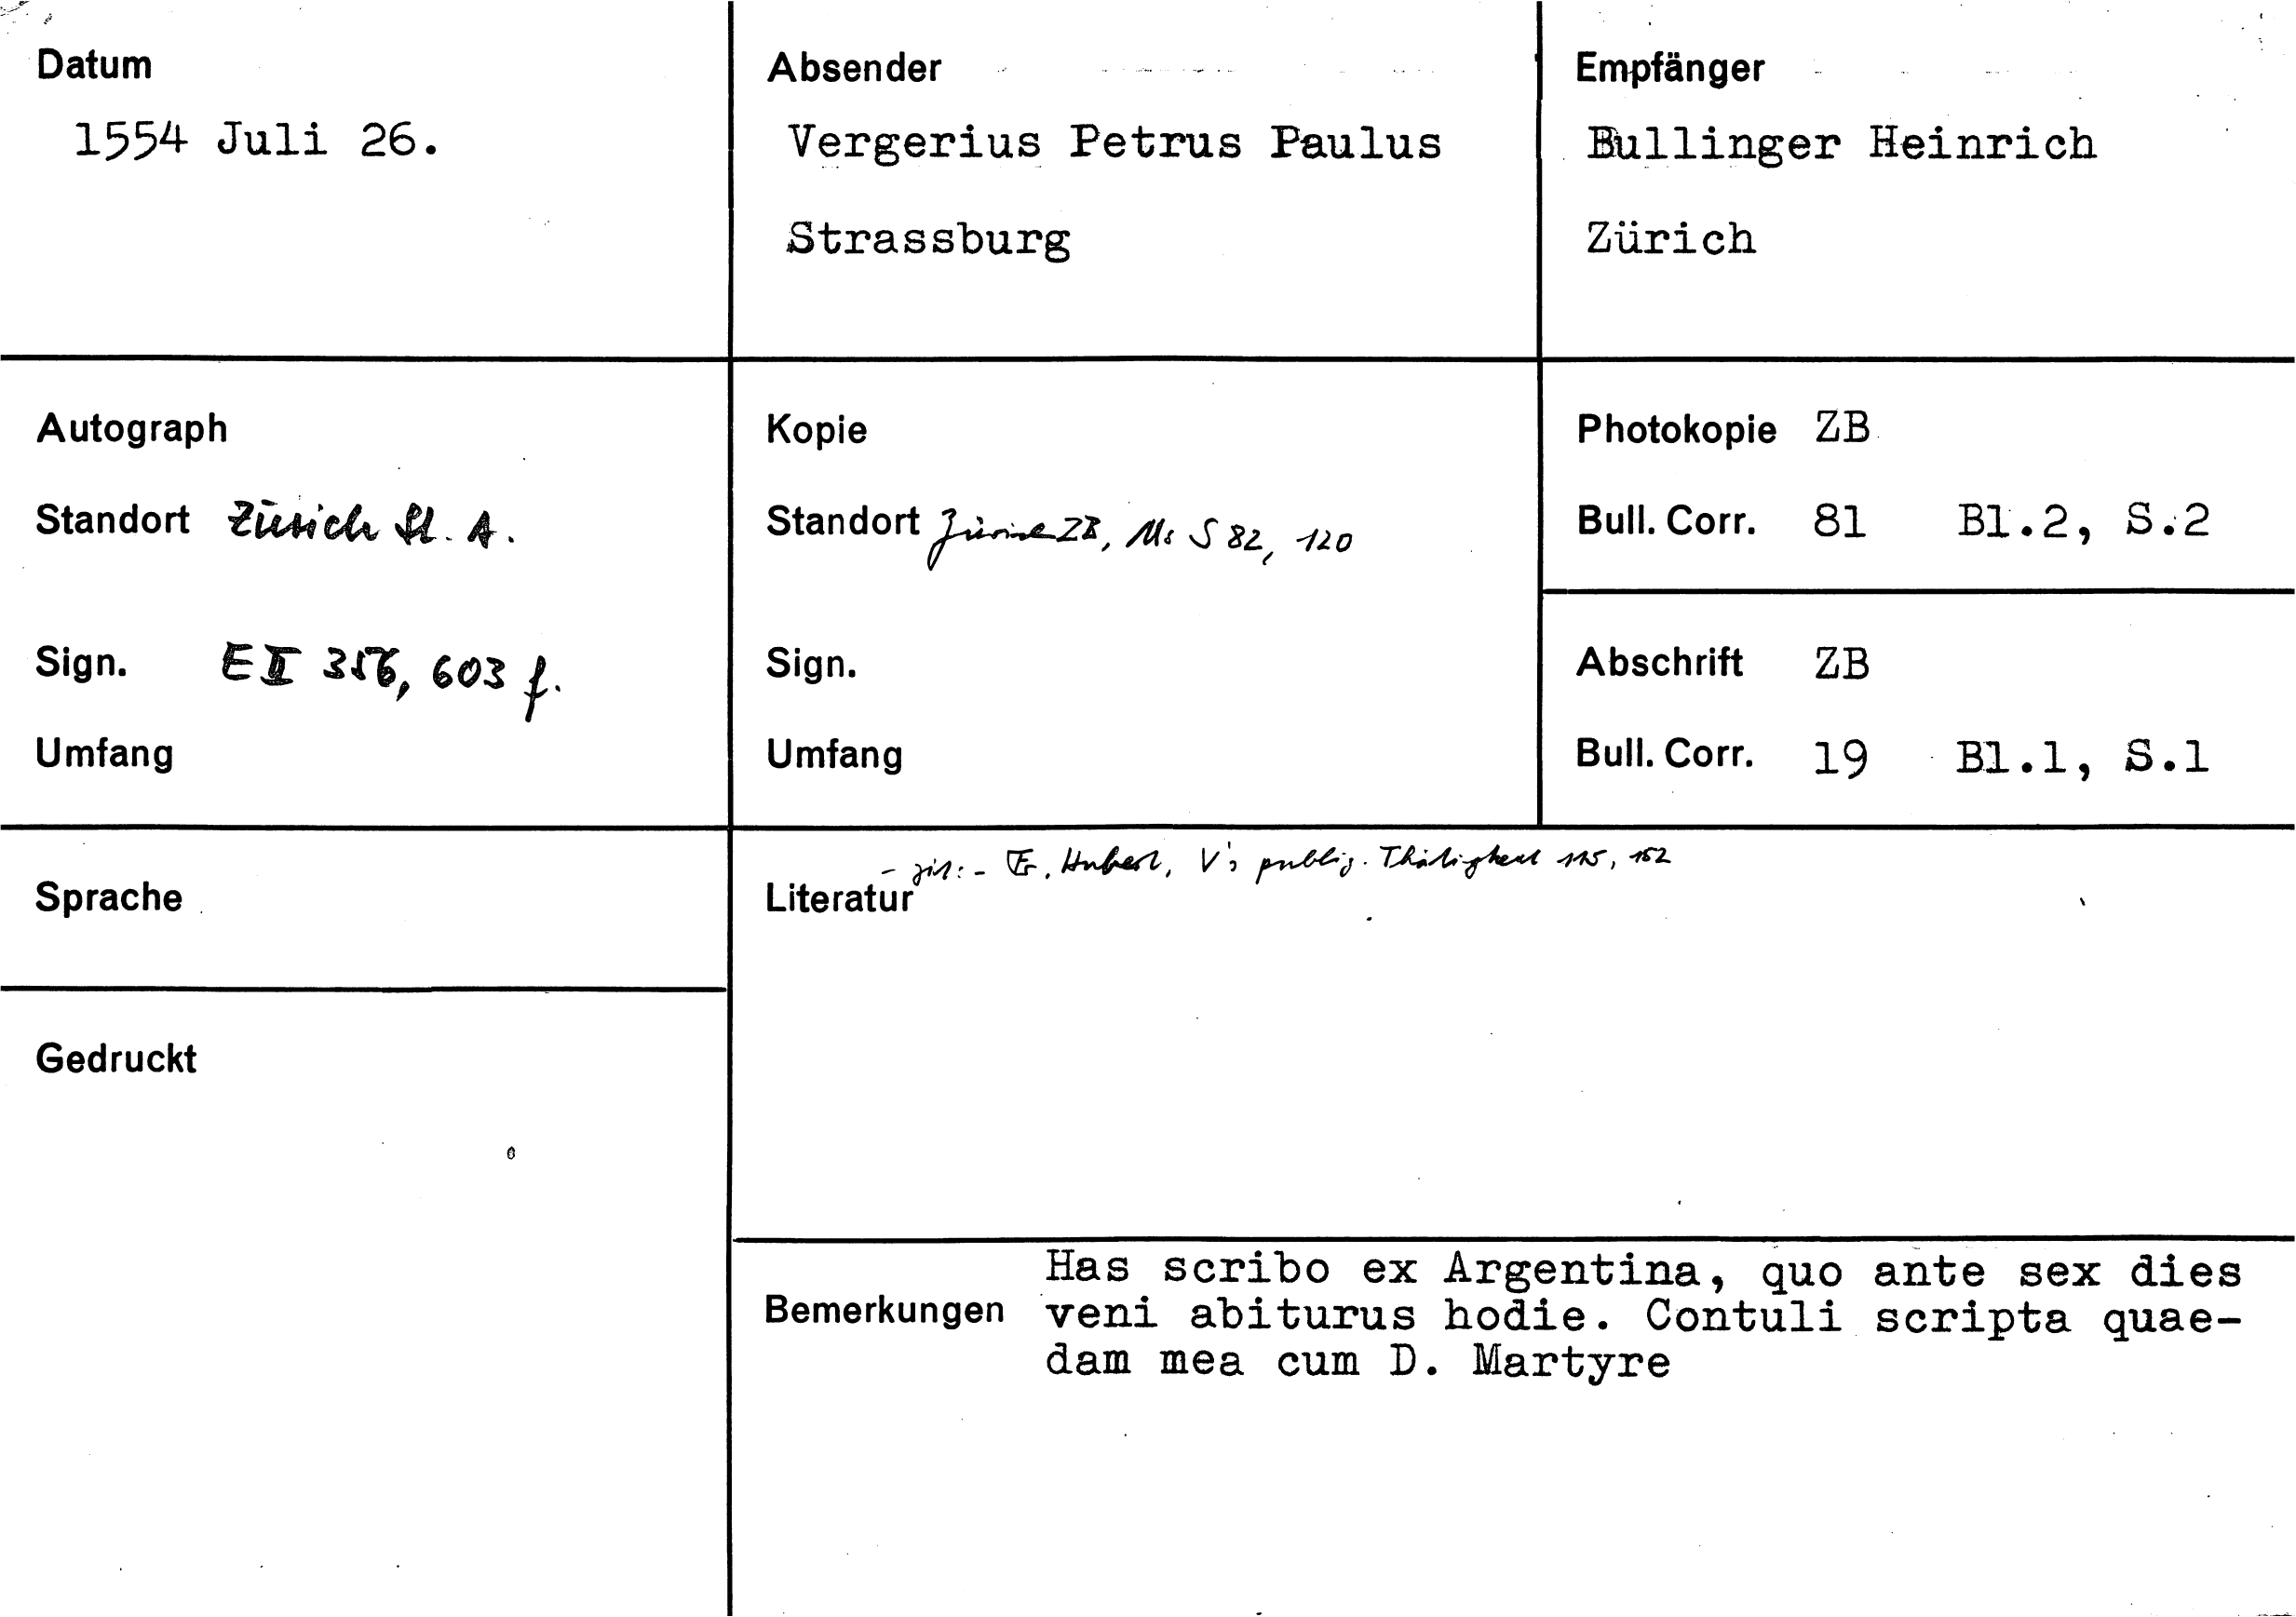 Datum
1554 Juli 26.
Absender
Vergerius Petrus Paulus
Strassburg
Empfänger
Bullinger Heinrich
Zürich
Autograph
Standort Zürich St. A.
Sign. E II 356, 603 f.
Umfang
Kopie
Standort Zürich ZB, Ms S 82, 120
Sign.
Umfang
Photokopie ZB
Bull. Corr. 81 Bl.2, S.2
Abschrift ZB
Bull. Corr. 19 Bl.1, S.1
Sprache
Gedruckt
- zit: - Fr. Hubert, V's publiz. Thätigkeit 115, 152
Literatur
Bemerkungen
Has scribo ex Argentina, quo ante sex dies
veni abiturus hodie. Contuli scripta quae-
dam mea cum D. Martyre